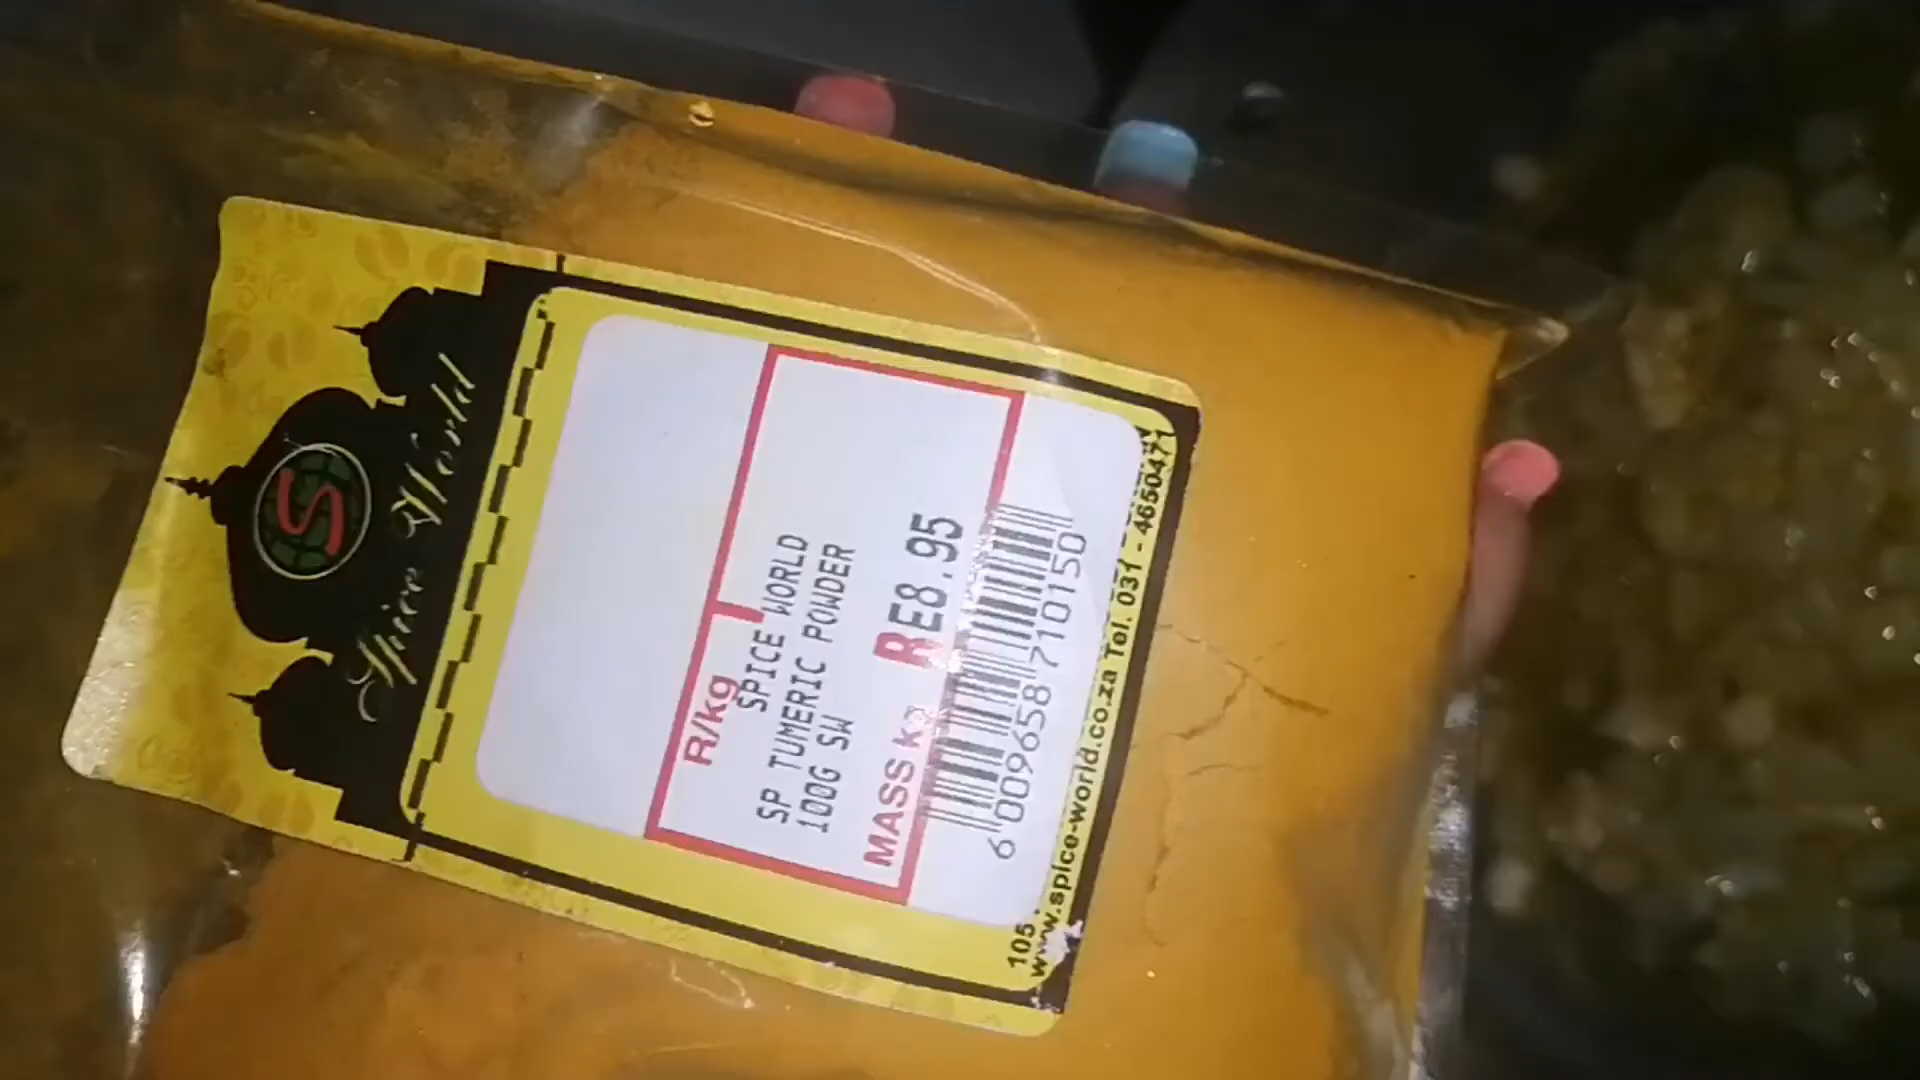 Spice World
R/kg
SPICE WORLD
SP TUMERIC POWDER
100G SW
MASS kg
R E8.95
6 009658 710150
105
www.spice-world.co.za Tel. 031 - 4650471